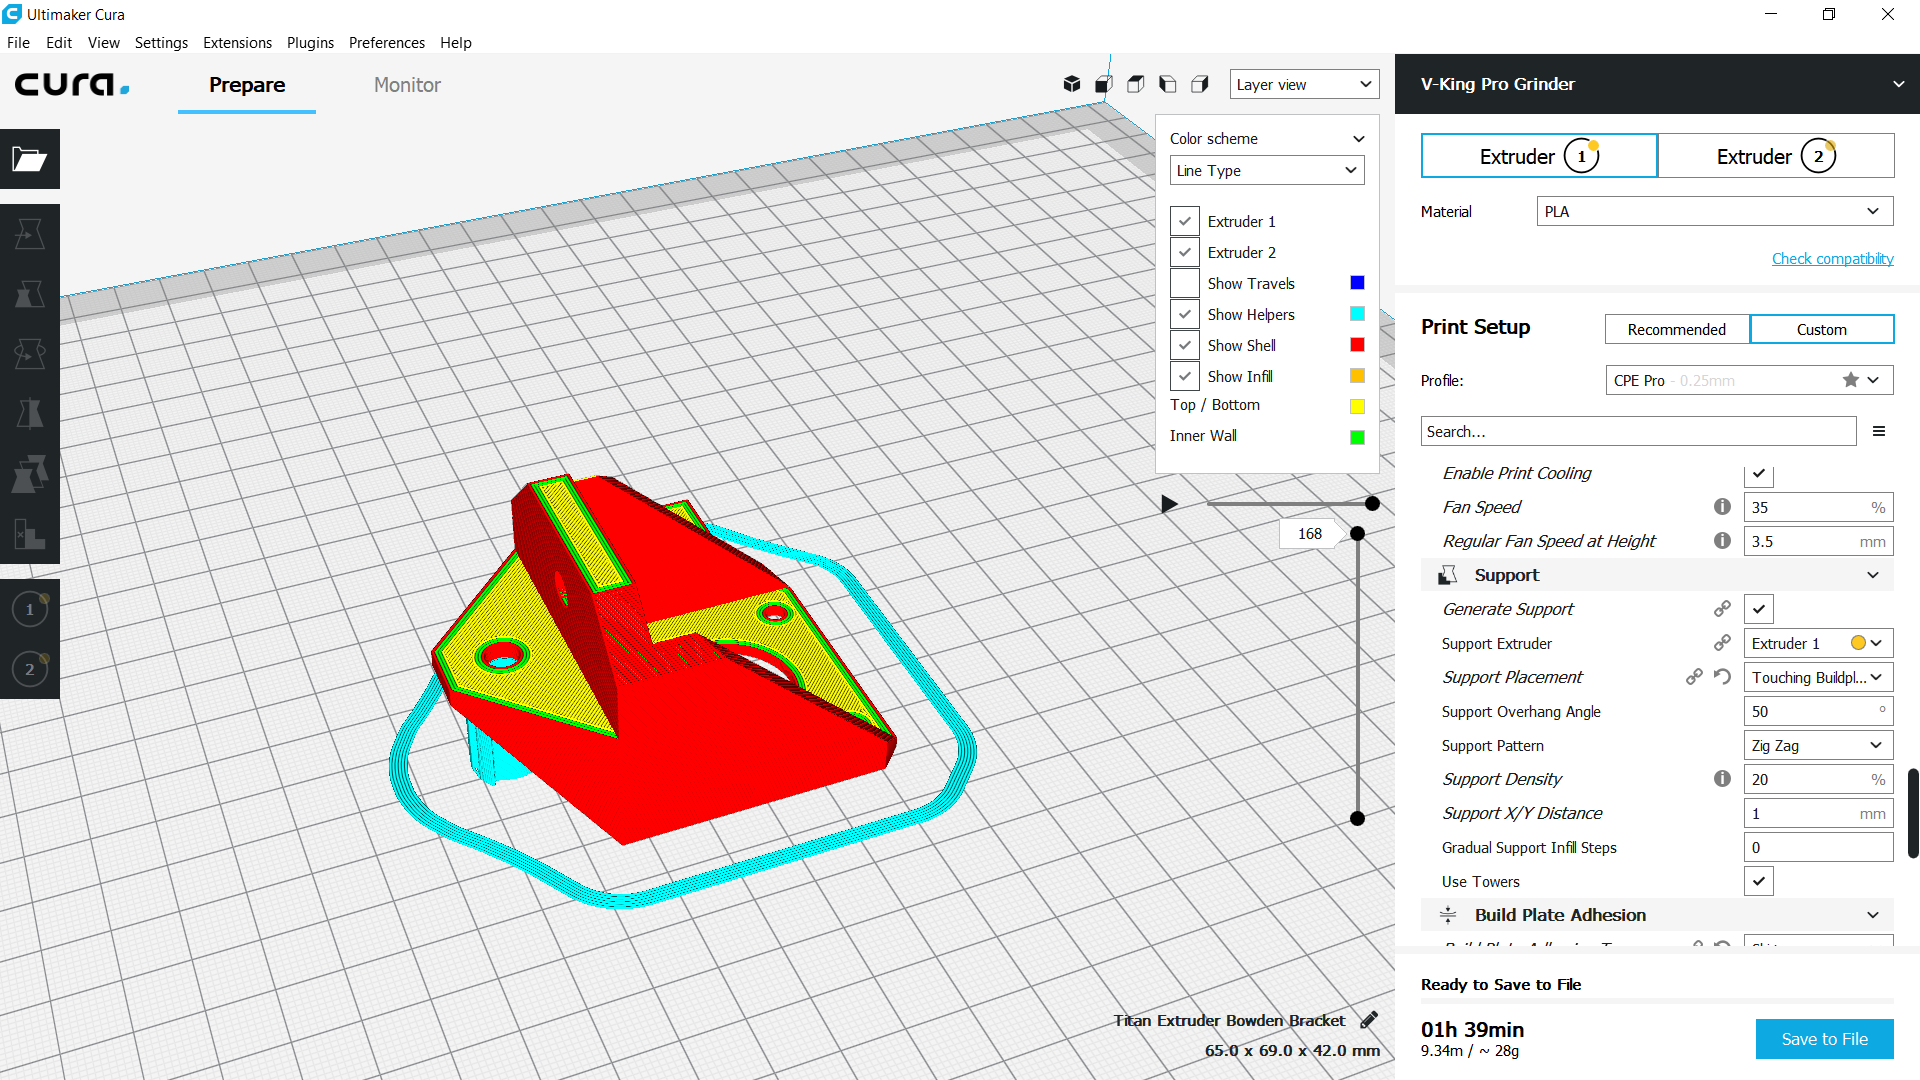 Ultimaker Cura
File Edit View Settings Extensions Plugins Preferences Help
cura.
Prepare Monitor
Layer view
Color scheme
Line Type
Extruder 1
Extruder 2
Show Travels
Show Helpers
Show Shell
Show Infill
Top / Bottom
Inner Wall
168
1
2
Titan Extruder Bowden Bracket
65.0 x 69.0 x 42.0 mm
V-King Pro Grinder
Extruder 1 Extruder 2
Material PLA
Check compatibility
Print Setup Recommended Custom
Profile: CPE Pro - 0.25mm
Search...
Enable Print Cooling
Fan Speed 35 %
Regular Fan Speed at Height 3.5 mm
Support
Generate Support
Support Extruder Extruder 1
Support Placement Touching Buildpl...
Support Overhang Angle 50 °
Support Pattern Zig Zag
Support Density 20 %
Support X/Y Distance 1 mm
Gradual Support Infill Steps 0
Use Towers
Build Plate Adhesion
Ready to Save to File
01h 39min
9.34m / ~ 28g
Save to File